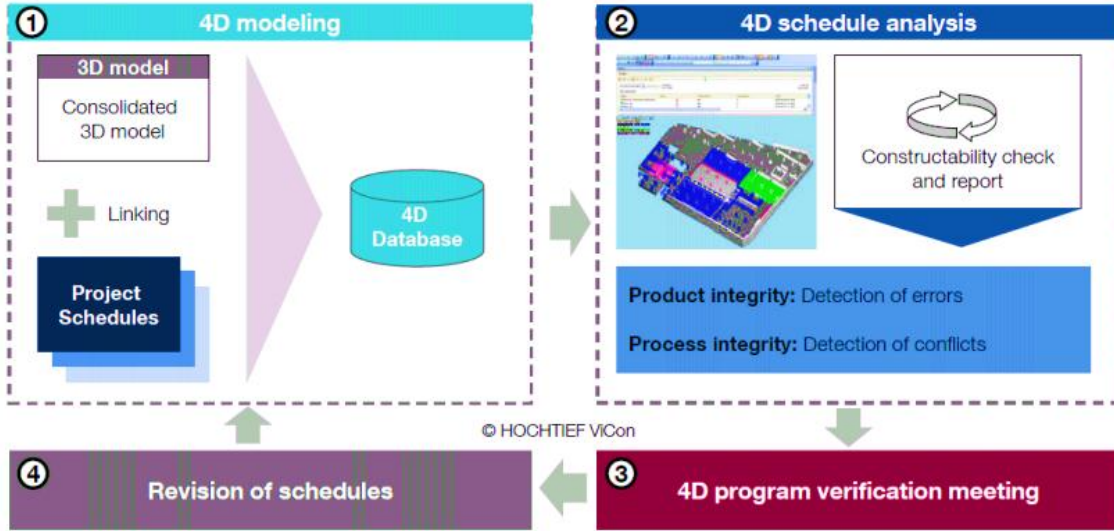 1
4D modeling
3D model
Consolidated
3D model
Linking
Project
Schedules
4D
Database
2
4D schedule analysis
Constructability check
and report
Product integrity: Detection of errors
Process integrity: Detection of conflicts
© HOCHTIEF ViCon
4
Revision of schedules
3
4D program verification meeting